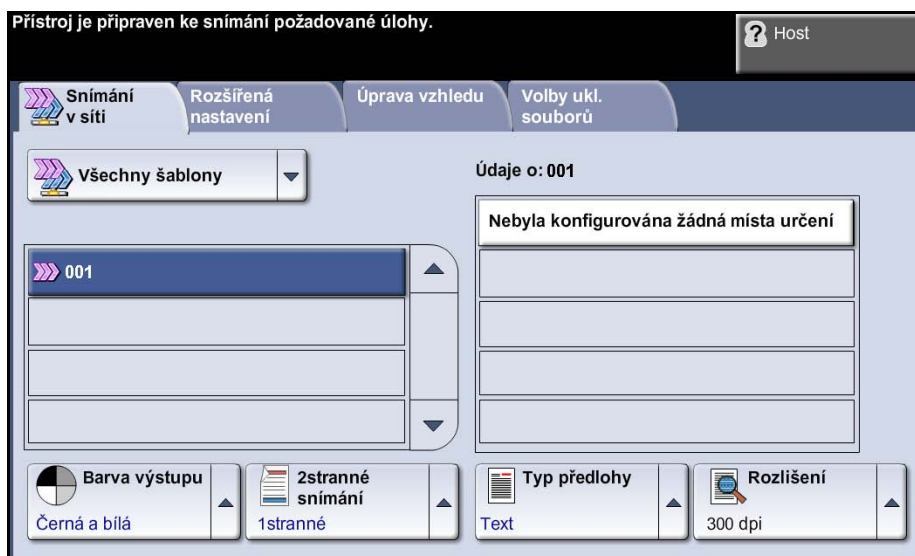 Přístroj je připraven ke snímání požadované úlohy.
? Host
Snímání
v síti
Rozšířená
nastavení
Úprava vzhledu
Volby ukl.
souborů
Všechny šablony
Údaje o: 001
Nebyla konfigurována žádná místa určení
001
Barva výstupu
Černá a bílá
2stranné
snímání
1stranné
Typ předlohy
Text
Rozlišení
300 dpi